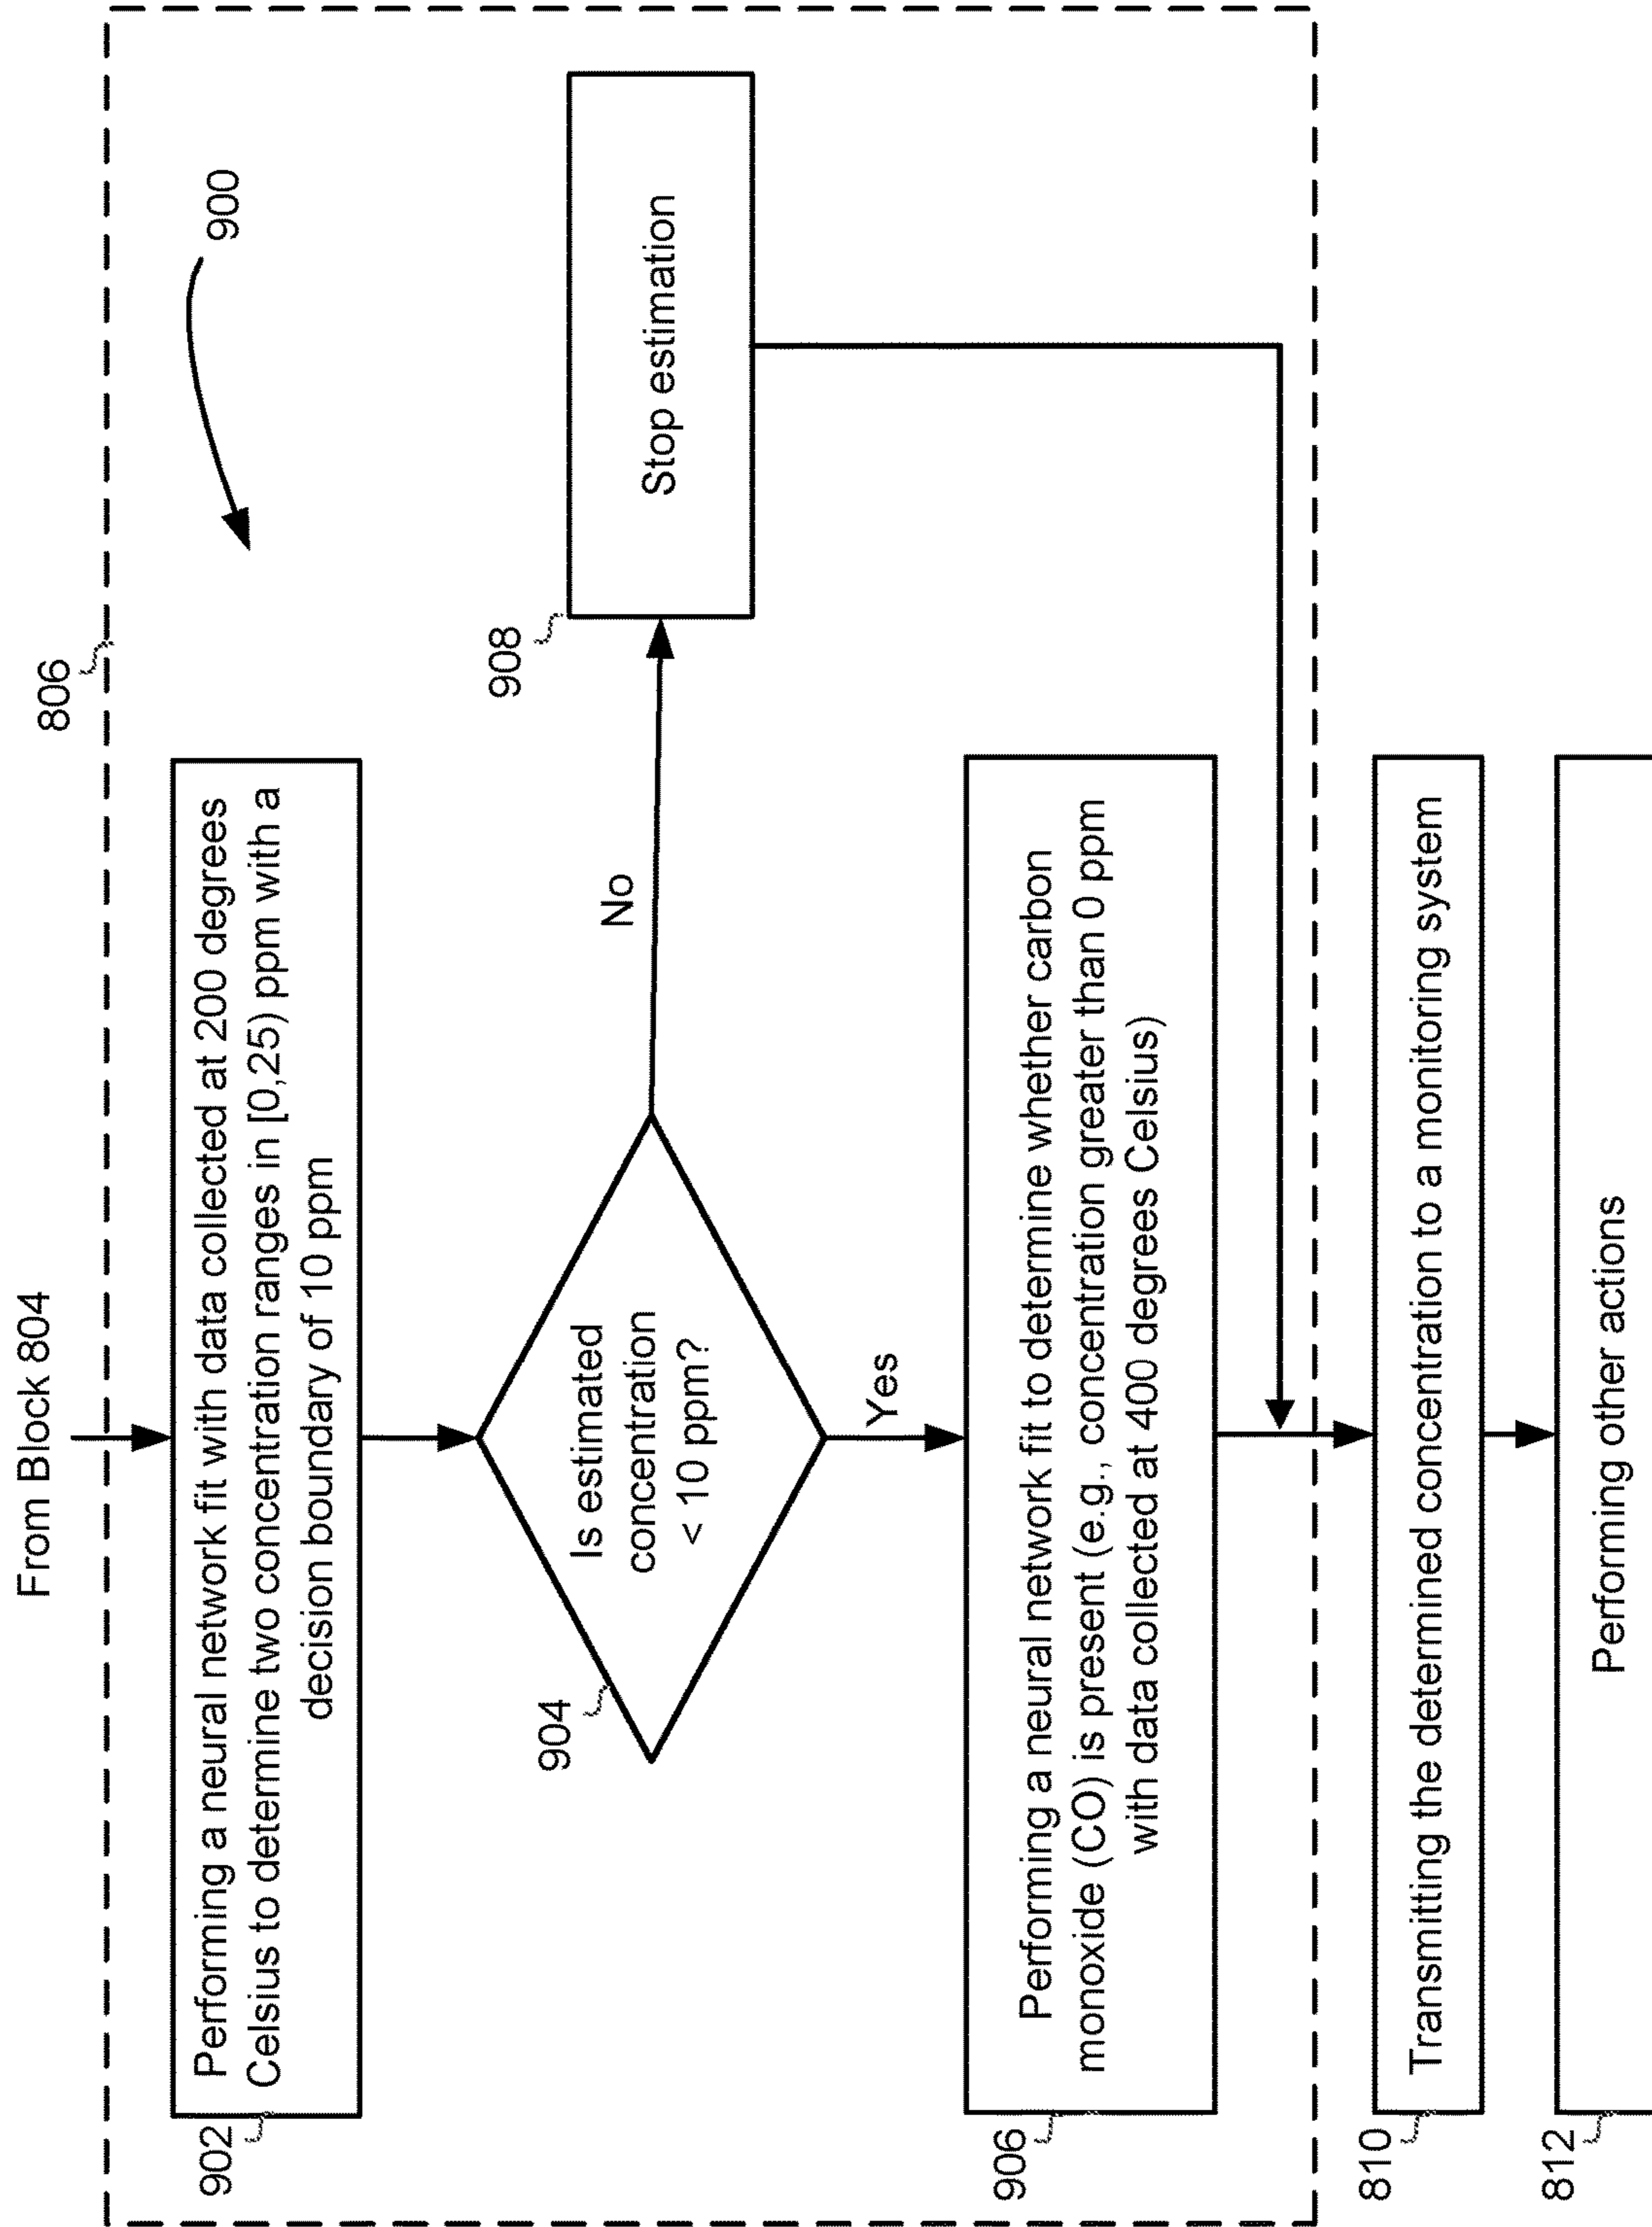 From Block 804
806
900
902
Performing a neural network fit with data collected at 200 degrees
Celsius to determine two concentration ranges in [0,25) ppm with a
decision boundary of 10 ppm
904
Is estimated
concentration
< 10 ppm?
No
908
Stop estimation
Yes
906
Performing a neural network fit to determine whether carbon
monoxide (CO) is present (e.g., concentration greater than 0 ppm
with data collected at 400 degrees Celsius)
810
Transmitting the determined concentration to a monitoring system
812
Performing other actions